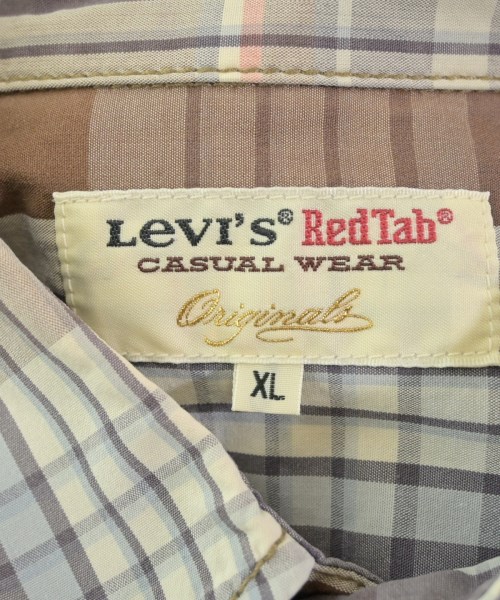 Levi's® RedTab®
CASUAL WEAR
Originals
XL